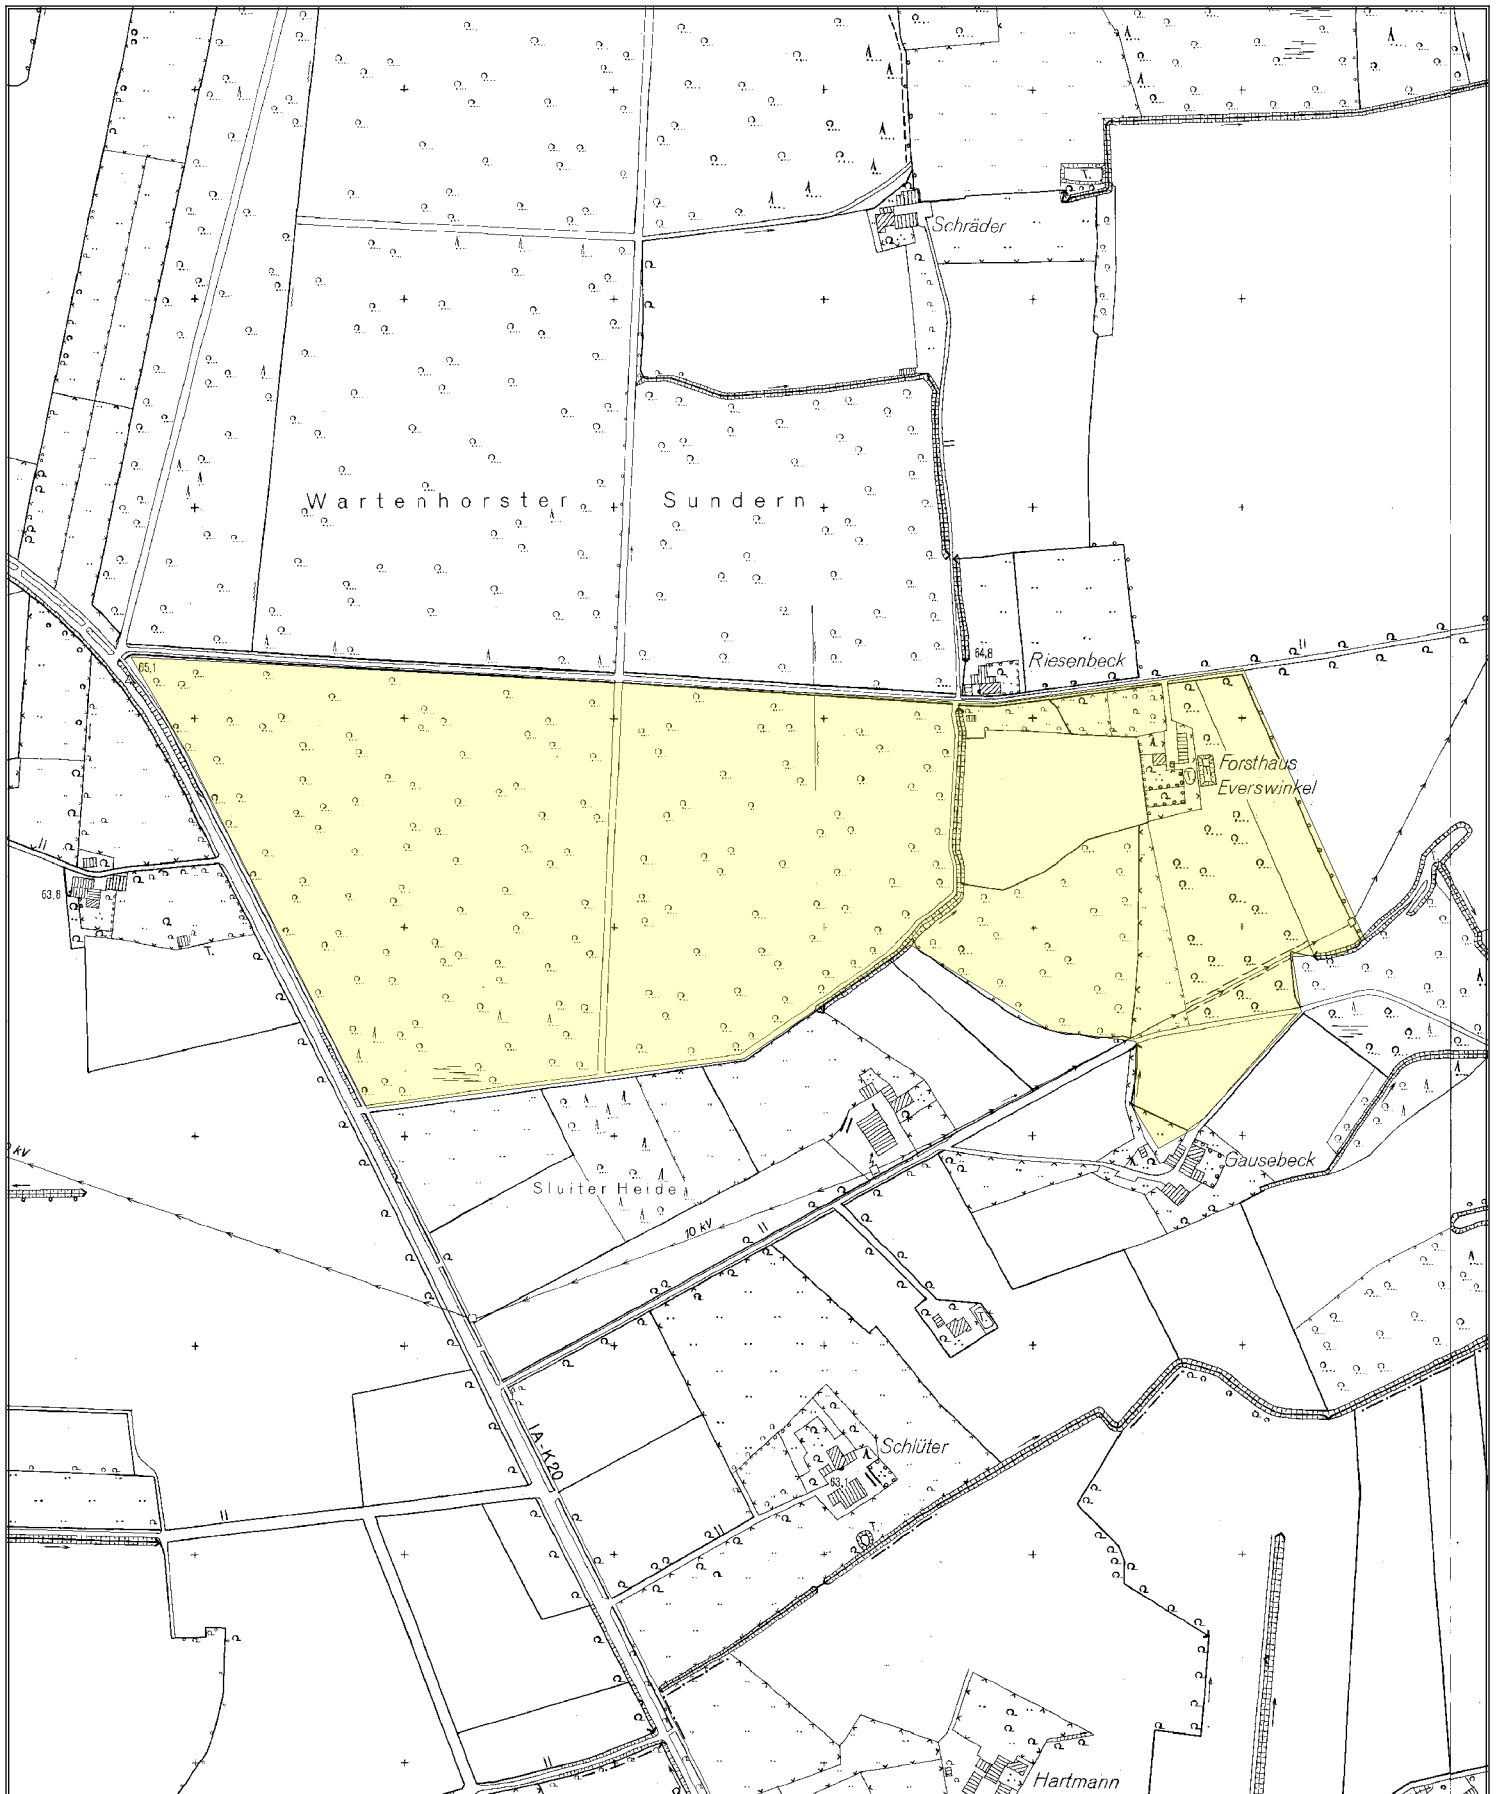 T.
Schräder
Wartenhorster Sundern
64,8
Riesenbeck
65,1
Forsthaus
Everswinkel
T.
63,8
T.
kV
Gausebeck
Sluiter Heide
10 kV
IA-K20
Schlüter
63,1
T.
Hartmann